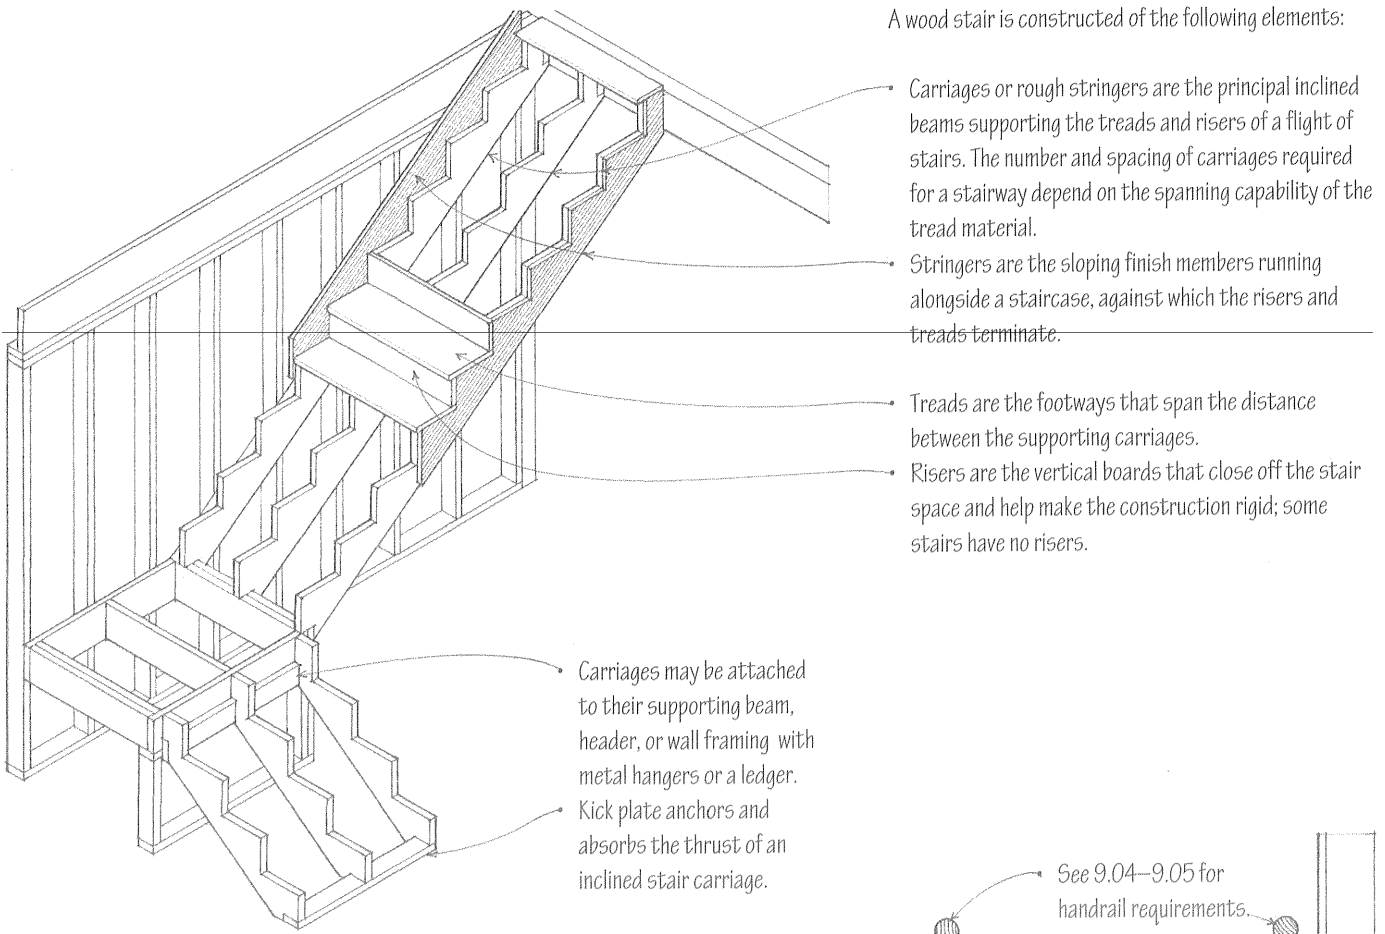 A wood stair is constructed of the following elements:
Carriages or rough stringers are the principal inclined
beams supporting the treads and risers of a flight of
stairs. The number and spacing of carriages required
for a stairway depend on the spanning capability of the
tread material.
Stringers are the sloping finish members running
alongside a staircase, against which the risers and
treads terminate.
Treads are the footways that span the distance
between the supporting carriages.
Risers are the vertical boards that close off the stair
space and help make the construction rigid; some
stairs have no risers.
Carriages may be attached
to their supporting beam,
header, or wall framing with
metal hangers or a ledger.
Kick plate anchors and
absorbs the thrust of an
inclined stair carriage.
See 9.04–9.05 for
handrail requirements.